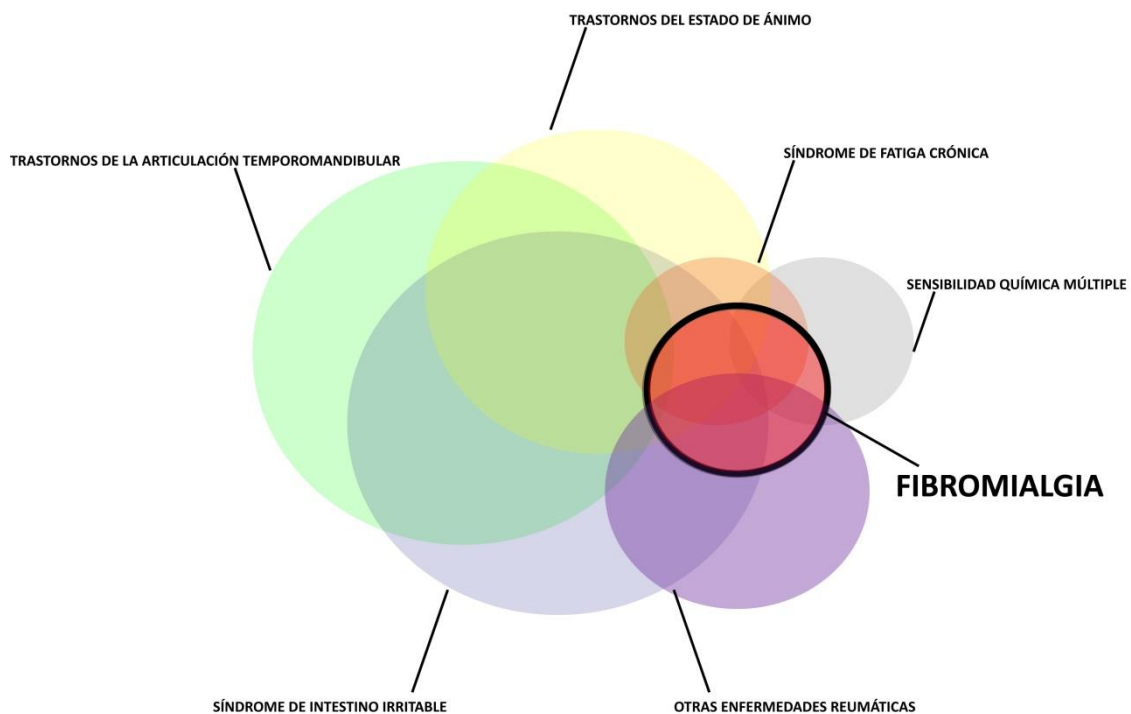 TRASTORNOS DEL ESTADO DE ÁNIMO
TRASTORNOS DE LA ARTICULACIÓN TEMPOROMANDIBULAR
SÍNDROME DE FATIGA CRÓNICA
SENSIBILIDAD QUÍMICA MÚLTIPLE
FIBROMIALGIA
SÍNDROME DE INTESTINO IRRITABLE
OTRAS ENFERMEDADES REUMÁTICAS